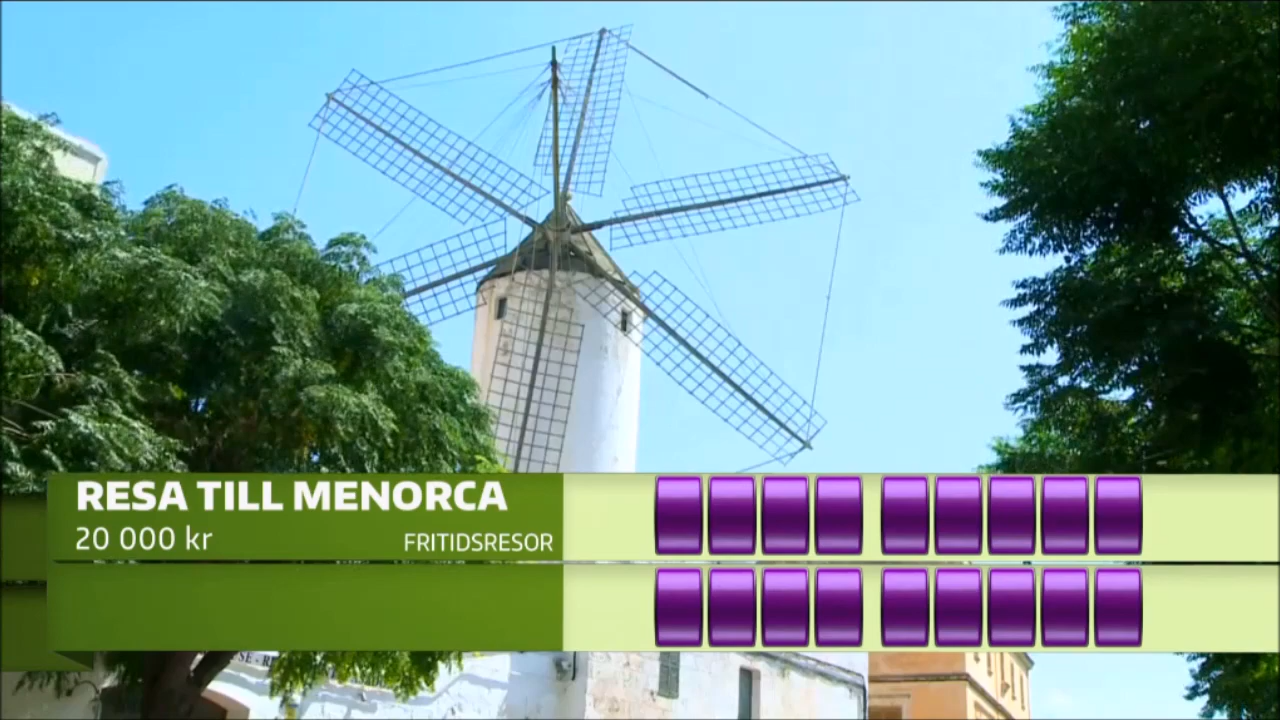 RESA TILL MENORCA
20 000 kr
FRITIDSRESOR